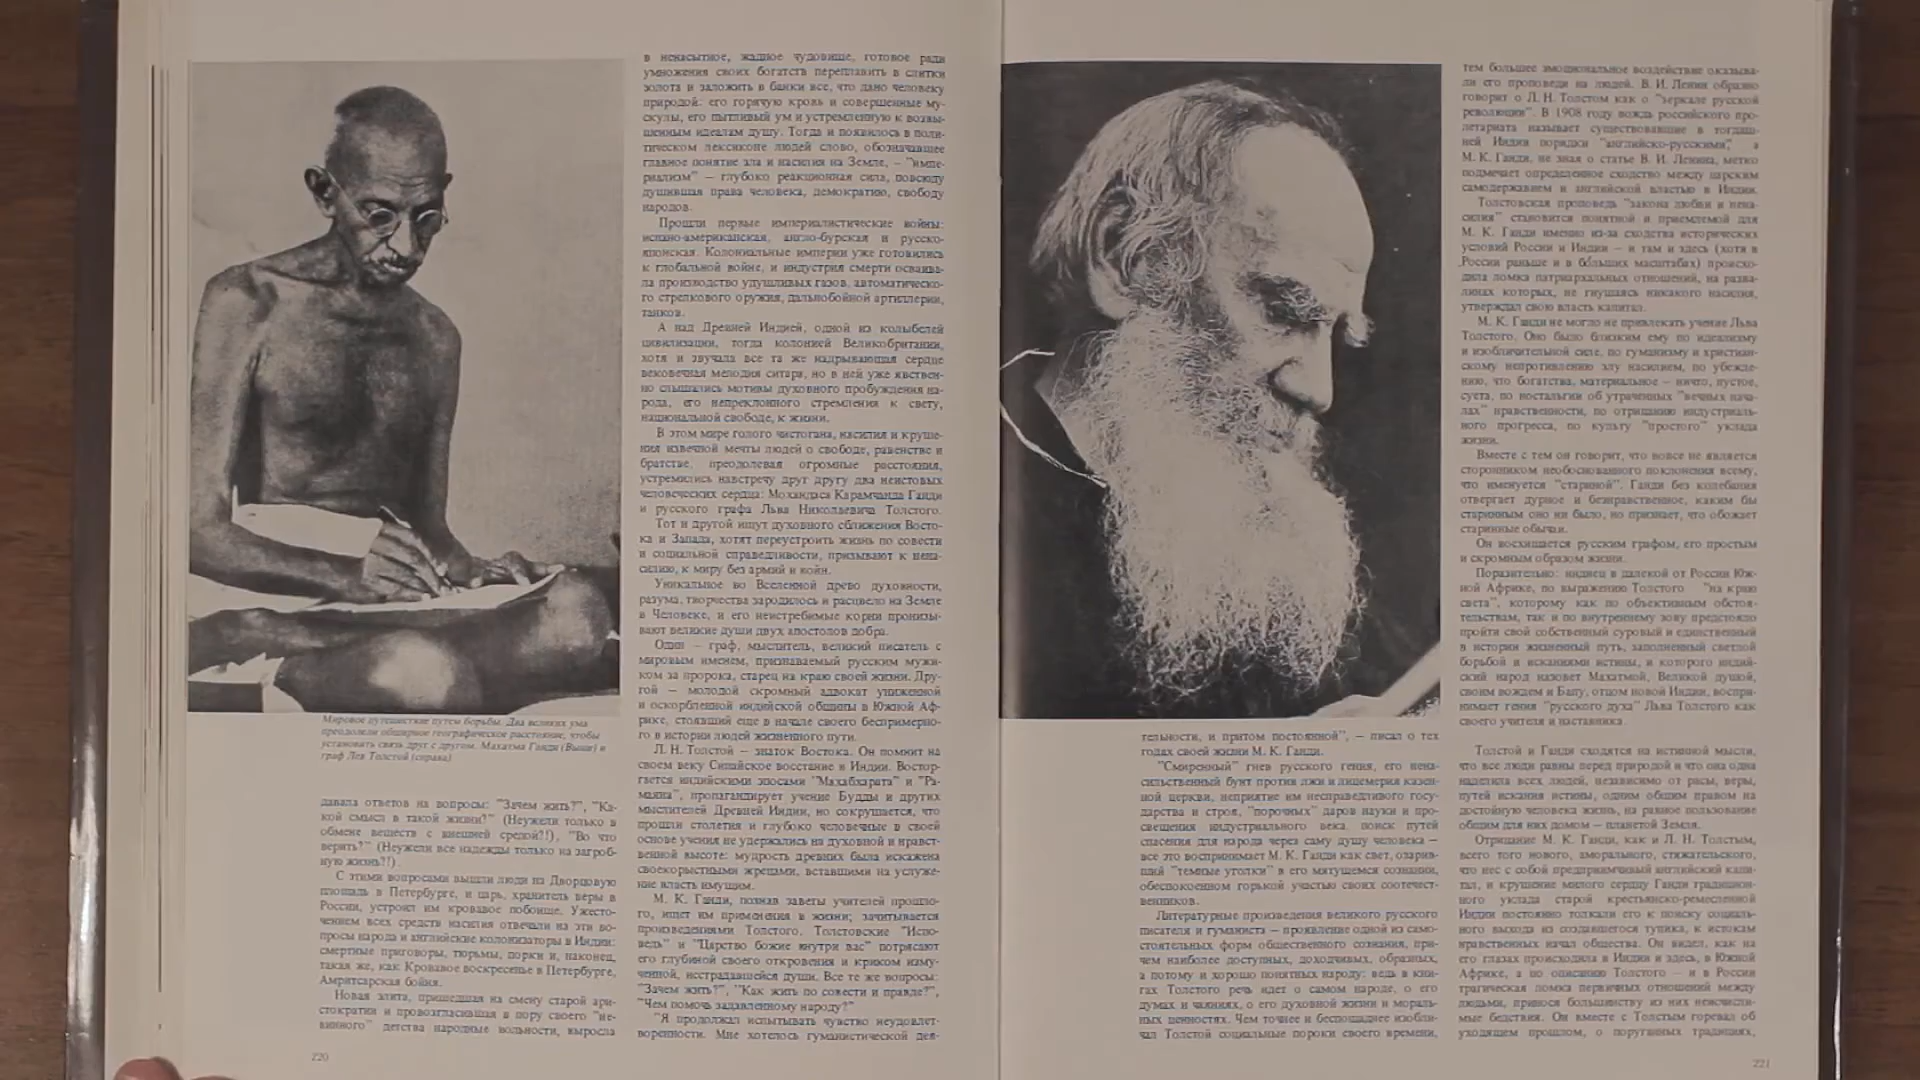 Мировое путешествие путем борьбы. Два великих ума
преодолели обширное географическое расстояние, чтобы
установить связь друг с другом. Махатма Ганди (Выше) и
граф Лев Толстой (справа)
давала ответов на вопросы: "Зачем жить?", "Ка-
кой смысл в такой жизни?" (Неужели только в
обмене веществ с внешней средой?!), "Во что
верить?" (Неужели все надежды только на загроб-
ную жизнь?!).
С этими вопросами вышли люди на Дворцовую
площадь в Петербурге, и царь, хранитель веры в
России, устроил им кровавое побоище. Ужесто-
чением всех средств насилия отвечали на эти во-
просы народа и английские колонизаторы в Индии:
смертные приговоры, тюрьмы, порки и, наконец,
такая же, как Кровавое воскресенье в Петербурге,
Амритсарская бойня.
Новая элита, пришедшая на смену старой ари-
стократии и провозгласившая в пору своего "не-
винного" детства народные вольности, выросла
220
в ненасытное, жадное чудовище, готовое ради
умножения своих богатств переплавить в слитки
золота и заложить в банки все, что дано человеку
природой: его горячую кровь и совершенные му-
скулы, его пытливый ум и устремленную к возвы-
шенным идеалам душу. Тогда и появилось в поли-
тическом лексиконе людей слово, обозначавшее
главное понятие зла и насилия на Земле, – "импе-
риализм" – глубоко реакционная сила, повсюду
душившая права человека, демократию, свободу
народов.
Прошли первые империалистические войны:
испано-американская, англо-бурская и русско-
японская. Колониальные империи уже готовились
к глобальной войне, и индустрия смерти осваива-
ла производство удушливых газов, автоматическо-
го стрелкового оружия, дальнобойной артиллерии,
танков.
А над Древней Индией, одной из колыбелей
цивилизации, тогда колонией Великобритании,
хотя и звучала все та же надрывающая сердце
вековечная мелодия ситара, но в ней уже явствен-
но слышались мотивы духовного пробуждения на-
рода, его непреклонного стремления к свету,
национальной свободе, к жизни.
В этом мире голого чистогана, насилия и круше-
ния извечной мечты людей о свободе, равенстве и
братстве, преодолевая огромные расстояния,
устремились навстречу друг другу два неистовых
человеческих сердца: Мохандаса Карамчанда Ганди
и русского графа Льва Николаевича Толстого.
Тот и другой ищут духовного сближения Восто-
ка и Запада, хотят переустроить жизнь по совести
и социальной справедливости, призывают к нена-
силию, к миру без армий и войн.
Уникальное во Вселенной древо духовности,
разума, творчества зародилось и расцвело на Земле
в Человеке, и его неистребимые корни пронизы-
вают великие души двух апостолов добра.
Один – граф, мыслитель, великий писатель с
мировым именем, признаваемый русским мужи-
ком за пророка, старец на краю своей жизни. Дру-
гой – молодой скромный адвокат униженной
и оскорбленной индийской общины в Южной Аф-
рике, стоявший еще в начале своего беспримерно-
го в истории людей жизненного пути.
Л. Н. Толстой – знаток Востока. Он помнит на
своем веку Сипайское восстание в Индии. Востор-
гается индийскими эпосами "Махабхарата" и "Ра-
маяна", пропагандирует учение Будды и других
мыслителей Древней Индии, но сокрушается, что
прошли столетия и глубоко человечные в своей
основе учения не удержались на духовной и нравст-
венной высоте: мудрость древних была искажена
своекорыстными жрецами, вставшими на услуже-
ние власть имущим.
М. К. Ганди, познав заветы учителей прошло-
го, ищет им применения в жизни; зачитывается
произведениями Толстого. Толстовские "Испо-
ведь" и "Царство божие внутри вас" потрясают
его глубиной своего откровения и криком изму-
ченной, исстрадавшейся души. Все те же вопросы:
"Зачем жить?", "Как жить по совести и правде?",
"Чем помочь задавленному народу?"
"Я продолжал испытывать чувство неудовлет-
воренности. Мне хотелось гуманистической дея-
тельности, и притом постоянной", – писал о тех
годах своей жизни М. К. Ганди.
"Смиренный" гнев русского гения, его нена-
сильственный бунт против лжи и лицемерия казен-
ной церкви, неприятие им несправедливого госу-
дарства и строя, "порочных" даров науки и про-
свещения индустриального века, поиск путей
спасения для народа через саму душу человека –
все это воспринимает М. К. Ганди как свет, озарив-
ший "темные уголки" в его мятущемся сознании,
обеспокоенном горькой участью своих соотечест-
венников.
Литературные произведения великого русского
писателя и гуманиста – проявление одной из само-
стоятельных форм общественного сознания, при-
чем наиболее доступных, доходчивых, образных,
а потому и хорошо понятных народу: ведь в кни-
гах Толстого речь идет о самом народе, о его
думах и чаяниях, о его духовной жизни и мораль-
ных ценностях. Чем точнее и беспощаднее изобли-
чал Толстой социальные пороки своего времени,
тем большее эмоциональное воздействие оказыва-
ли его проповеди на людей. В. И. Ленин образно
говорит о Л. Н. Толстом как о "зеркале русской
революции". В 1908 году вождь российского про-
летариата называет существовавшие в тогдаш-
ней Индии порядки "английско-русскими", а
М. К. Ганди, не зная о статье В. И. Ленина, метко
подмечает определенное сходство между царским
самодержавием и английской властью в Индии.
Толстовская проповедь "закона любви и нена-
силия" становится понятной и приемлемой для
М. К. Ганди именно из-за сходства исторических
условий России и Индии – и там и здесь (хотя в
России раньше и в бо́льших масштабах) происхо-
дила ломка патриархальных отношений, на разва-
линах которых, не гнушаясь никакого насилия,
утверждал свою власть капитал.
М. К. Ганди не могло не привлекать учение Льва
Толстого. Оно было близким ему по идеализму
и изобличительной силе, по гуманизму и христиан-
скому непротивлению злу насилием, по убежде-
нию, что богатства, материальное – ничто, пустое,
суета, по ностальгии об утраченных "вечных нача-
лах" нравственности, по отрицанию индустриаль-
ного прогресса, по культу "простого" уклада
жизни.
Вместе с тем он говорит, что вовсе не является
сторонником необоснованного поклонения всему,
что именуется "стариной". Ганди без колебания
отвергает дурное и безнравственное, каким бы
старинным оно ни было, но признает, что обожает
старинные обычаи.
Он восхищается русским графом, его простым
и скромным образом жизни.
Поразительно: индиец в далекой от России Юж-
ной Африке, по выражению Толстого "на краю
света", которому как по объективным обстоя-
тельствам, так и по внутреннему зову предстояло
пройти свой собственный суровый и единственный
в истории жизненный путь, заполненный светлой
борьбой и исканиями истины, и которого индий-
ский народ назовет Махатмой, Великой душой,
своим вождем и Бапу, отцом новой Индии, воспри-
нимает гения "русского духа" Льва Толстого как
своего учителя и наставника.
Толстой и Ганди сходятся на истинной мысли,
что все люди равны перед природой и что она одна
наделила всех людей, независимо от расы, веры,
путей искания истины, одним общим правом на
достойную человека жизнь, на равное пользование
общим для них домом – планетой Земля.
Отрицание М. К. Ганди, как и Л. Н. Толстым,
всего того нового, аморального, стяжательского,
что нес с собой предприимчивый английский капи-
тал, и крушение милого сердцу Ганди традицион-
ного уклада старой крестьянско-ремесленной
Индии постоянно толкали его к поиску социаль-
ного выхода из создавшегося тупика, к истокам
нравственных начал общества. Он видел, как на
его глазах происходила в Индии и здесь, в Южной
Африке, а по описанию Толстого – и в России
трагическая ломка первичных отношений между
людьми, принося большинству из них неисчисли-
мые бедствия. Он вместе с Толстым горевал об
уходящем прошлом, о поруганных традициях,
221